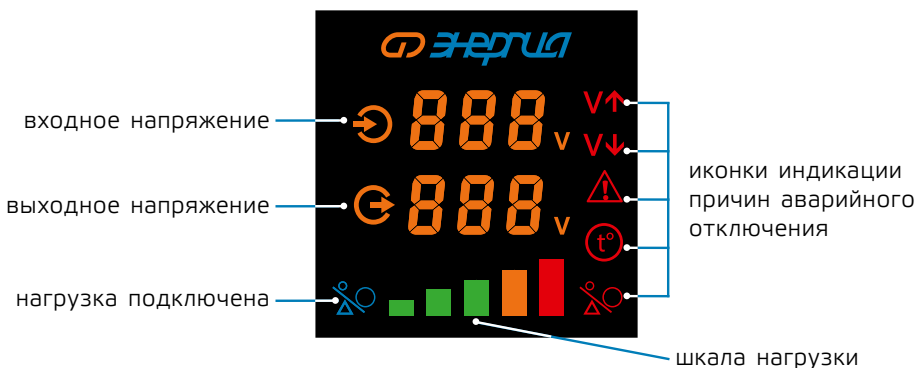 энергия
входное напряжение
888 V
V↑
V↓
выходное напряжение
888 V
t°
иконки индикации
причин аварийного
отключения
нагрузка подключена
шкала нагрузки